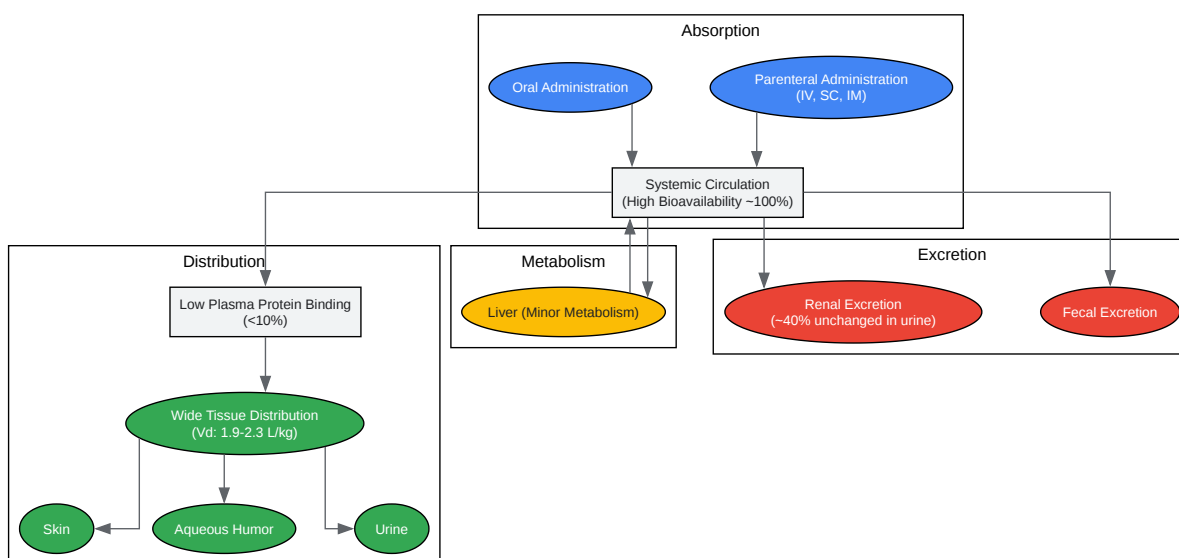 Absorption
Oral Administration
Parenteral Administration
(IV, SC, IM)
Systemic Circulation
(High Bioavailability ~100%)
Distribution
Low Plasma Protein Binding
(<10%)
Wide Tissue Distribution
(Vd: 1.9-2.3 L/kg)
Skin
Aqueous Humor
Urine
Metabolism
Liver (Minor Metabolism)
Excretion
Renal Excretion
(~40% unchanged in urine)
Fecal Excretion